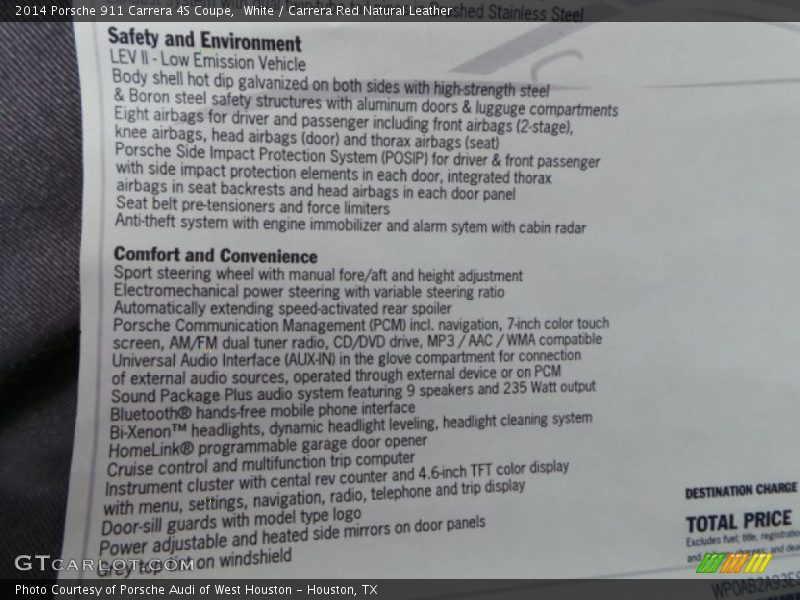 2014 Porsche 911 Carrera 4S Coupe, White / Carrera Red Natural Leather
Polished Stainless Steel
Safety and Environment
LEV II - Low Emission Vehicle
Body shell hot dip galvanized on both sides with high-strength steel
& Boron steel safety structures with aluminum doors & lugguge compartments
Eight airbags for driver and passenger including front airbags (2-stage),
knee airbags, head airbags (door) and thorax airbags (seat)
Porsche Side Impact Protection System (POSIP) for driver & front passenger
with side impact protection elements in each door, integrated thorax
airbags in seat backrests and head airbags in each door panel
Seat belt pre-tensioners and force limiters
Anti-theft system with engine immobilizer and alarm sytem with cabin radar
Comfort and Convenience
Sport steering wheel with manual fore/aft and height adjustment
Electromechanical power steering with variable steering ratio
Automatically extending speed-activated rear spoiler
Porsche Communication Management (PCM) incl. navigation, 7-inch color touch
screen, AM/FM dual tuner radio, CD/DVD drive, MP3 / AAC / WMA compatible
Universal Audio Interface (AUX-IN) in the glove compartment for connection
of external audio sources, operated through external device or on PCM
Sound Package Plus audio system featuring 9 speakers and 235 Watt output
Bluetooth® hands-free mobile phone interface
Bi-Xenon™ headlights, dynamic headlight leveling, headlight cleaning system
HomeLink® programmable garage door opener
Cruise control and multifunction trip computer
Instrument cluster with cental rev counter and 4.6-inch TFT color display
with menu, settings, navigation, radio, telephone and trip display
Door-sill guards with model type logo
Power adjustable and heated side mirrors on door panels
Grey top tint on windshield
DESTINATION CHARGE
TOTAL PRICE
Excludes fuel, title, registration
GTCarLot.com
Photo Courtesy of Porsche Audi of West Houston – Houston, TX